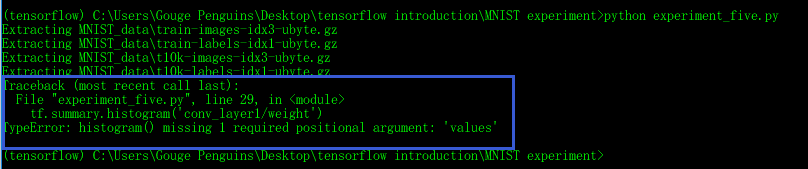 (tensorflow) C:\Users\Gouge Penguins\Desktop\tensorflow introduction\MNIST experiment>python experiment_five.py
Extracting MNIST_data\train-images-idx3-ubyte.gz
Extracting MNIST_data\train-labels-idx1-ubyte.gz
Extracting MNIST_data\t10k-images-idx3-ubyte.gz
Extracting MNIST_data\t10k-labels-idx1-ubyte.gz
Traceback (most recent call last):
  File "experiment_five.py", line 29, in <module>
    tf.summary.histogram('conv_layer1/weight')
TypeError: histogram() missing 1 required positional argument: 'values'
(tensorflow) C:\Users\Gouge Penguins\Desktop\tensorflow introduction\MNIST experiment>